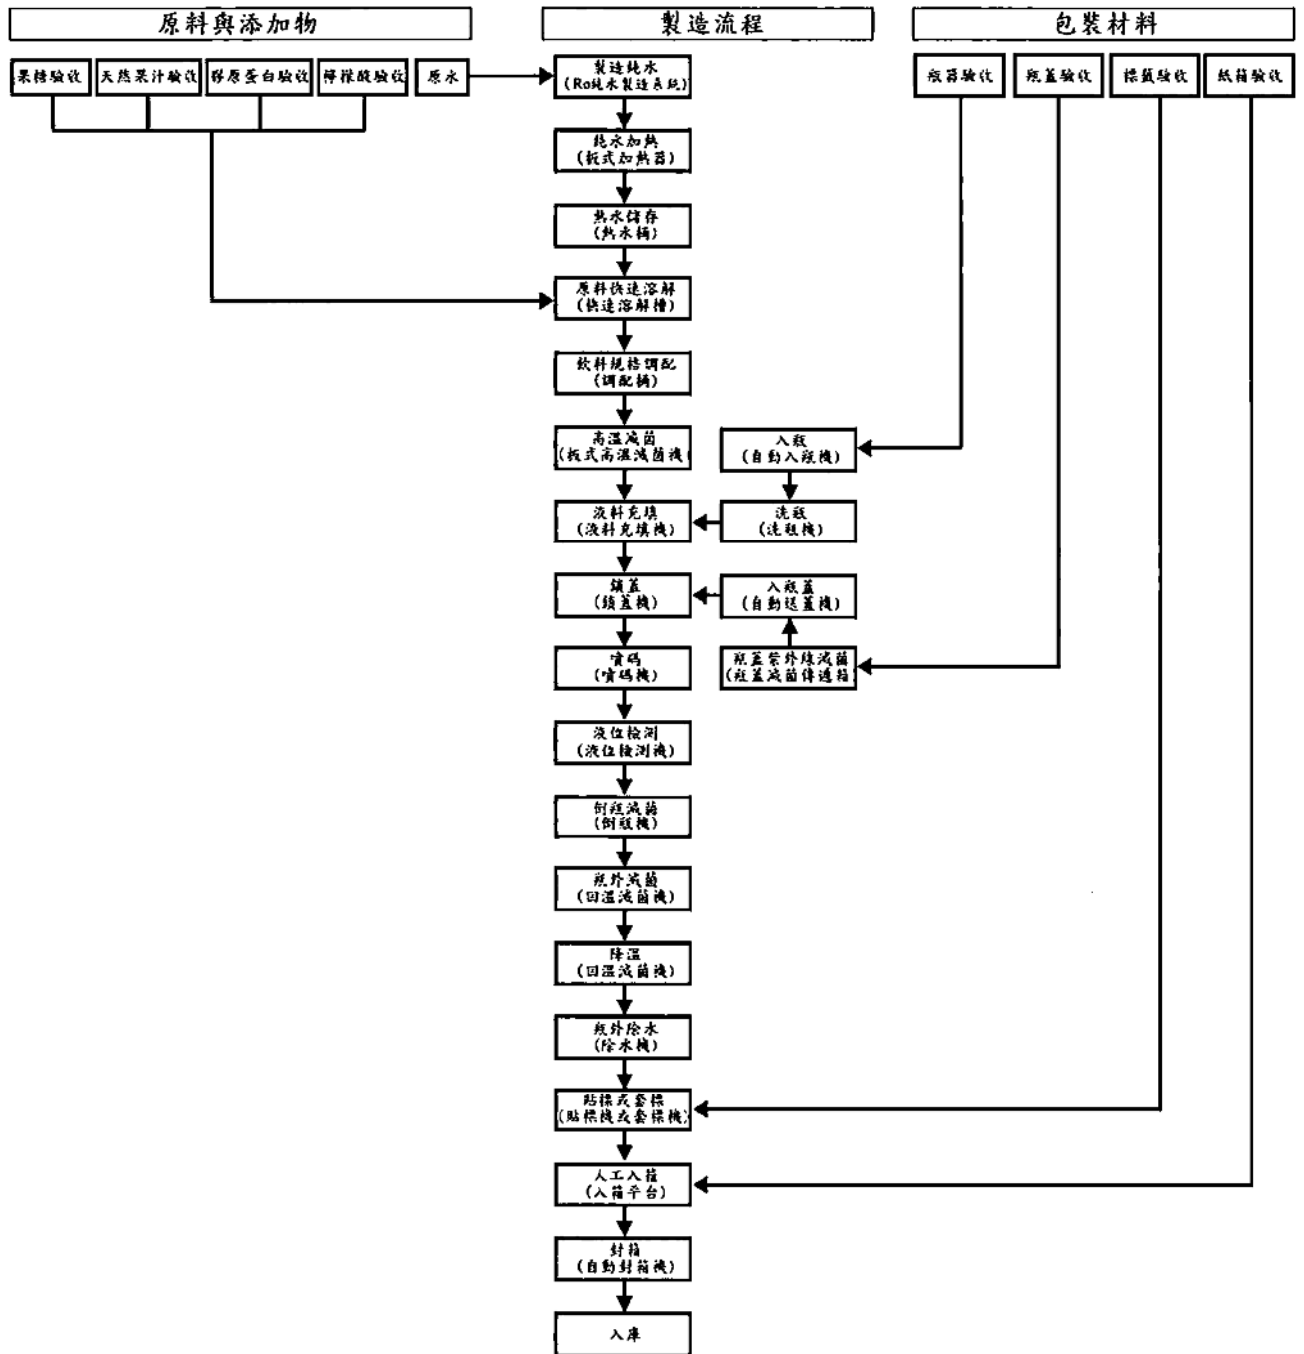 原料與添加物
製造流程
包裝材料
果糖驗收
天然果汁驗收
膠原蛋白驗收
檸檬酸驗收
原水
製造純水
(Ro純水製造系統)
瓶器驗收
瓶蓋驗收
標籤驗收
紙箱驗收
純水加熱
(板式加熱器)
熱水儲存
(熱水桶)
原料快速溶解
(快速溶解槽)
飲料規格調配
(調配桶)
高溫減菌
(板式高溫減菌機)
入瓶
(自動入瓶機)
液料充填
(液料充填機)
洗瓶
(洗瓶機)
鎖蓋
(鎖蓋機)
入瓶蓋
(自動送蓋機)
噴碼
(噴碼機)
瓶蓋紫外線減菌
(瓶蓋減菌傳遞箱)
液位檢測
(液位檢測機)
倒瓶減菌
(倒瓶機)
瓶外減菌
(回溫減菌機)
降溫
(回溫減菌機)
瓶外除水
(除水機)
貼標或套標
(貼標機或套標機)
人工入箱
(入箱平台)
封箱
(自動封箱機)
入庫